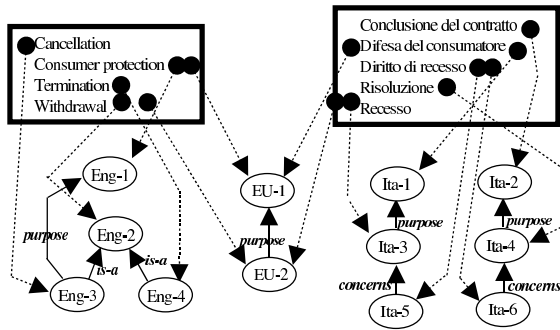 Cancellation
Consumer protection
Termination
Withdrawal
Conclusione del contratto
Difesa del consumatore
Diritto di recesso
Risoluzione
Recesso
Eng-1
EU-1
Ita-1
Ita-2
purpose
Eng-2
is-a
is-a
purpose
purpose
purpose
Ita-3
Ita-4
EU-2
concerns
concerns
Eng-3
Eng-4
Ita-5
Ita-6